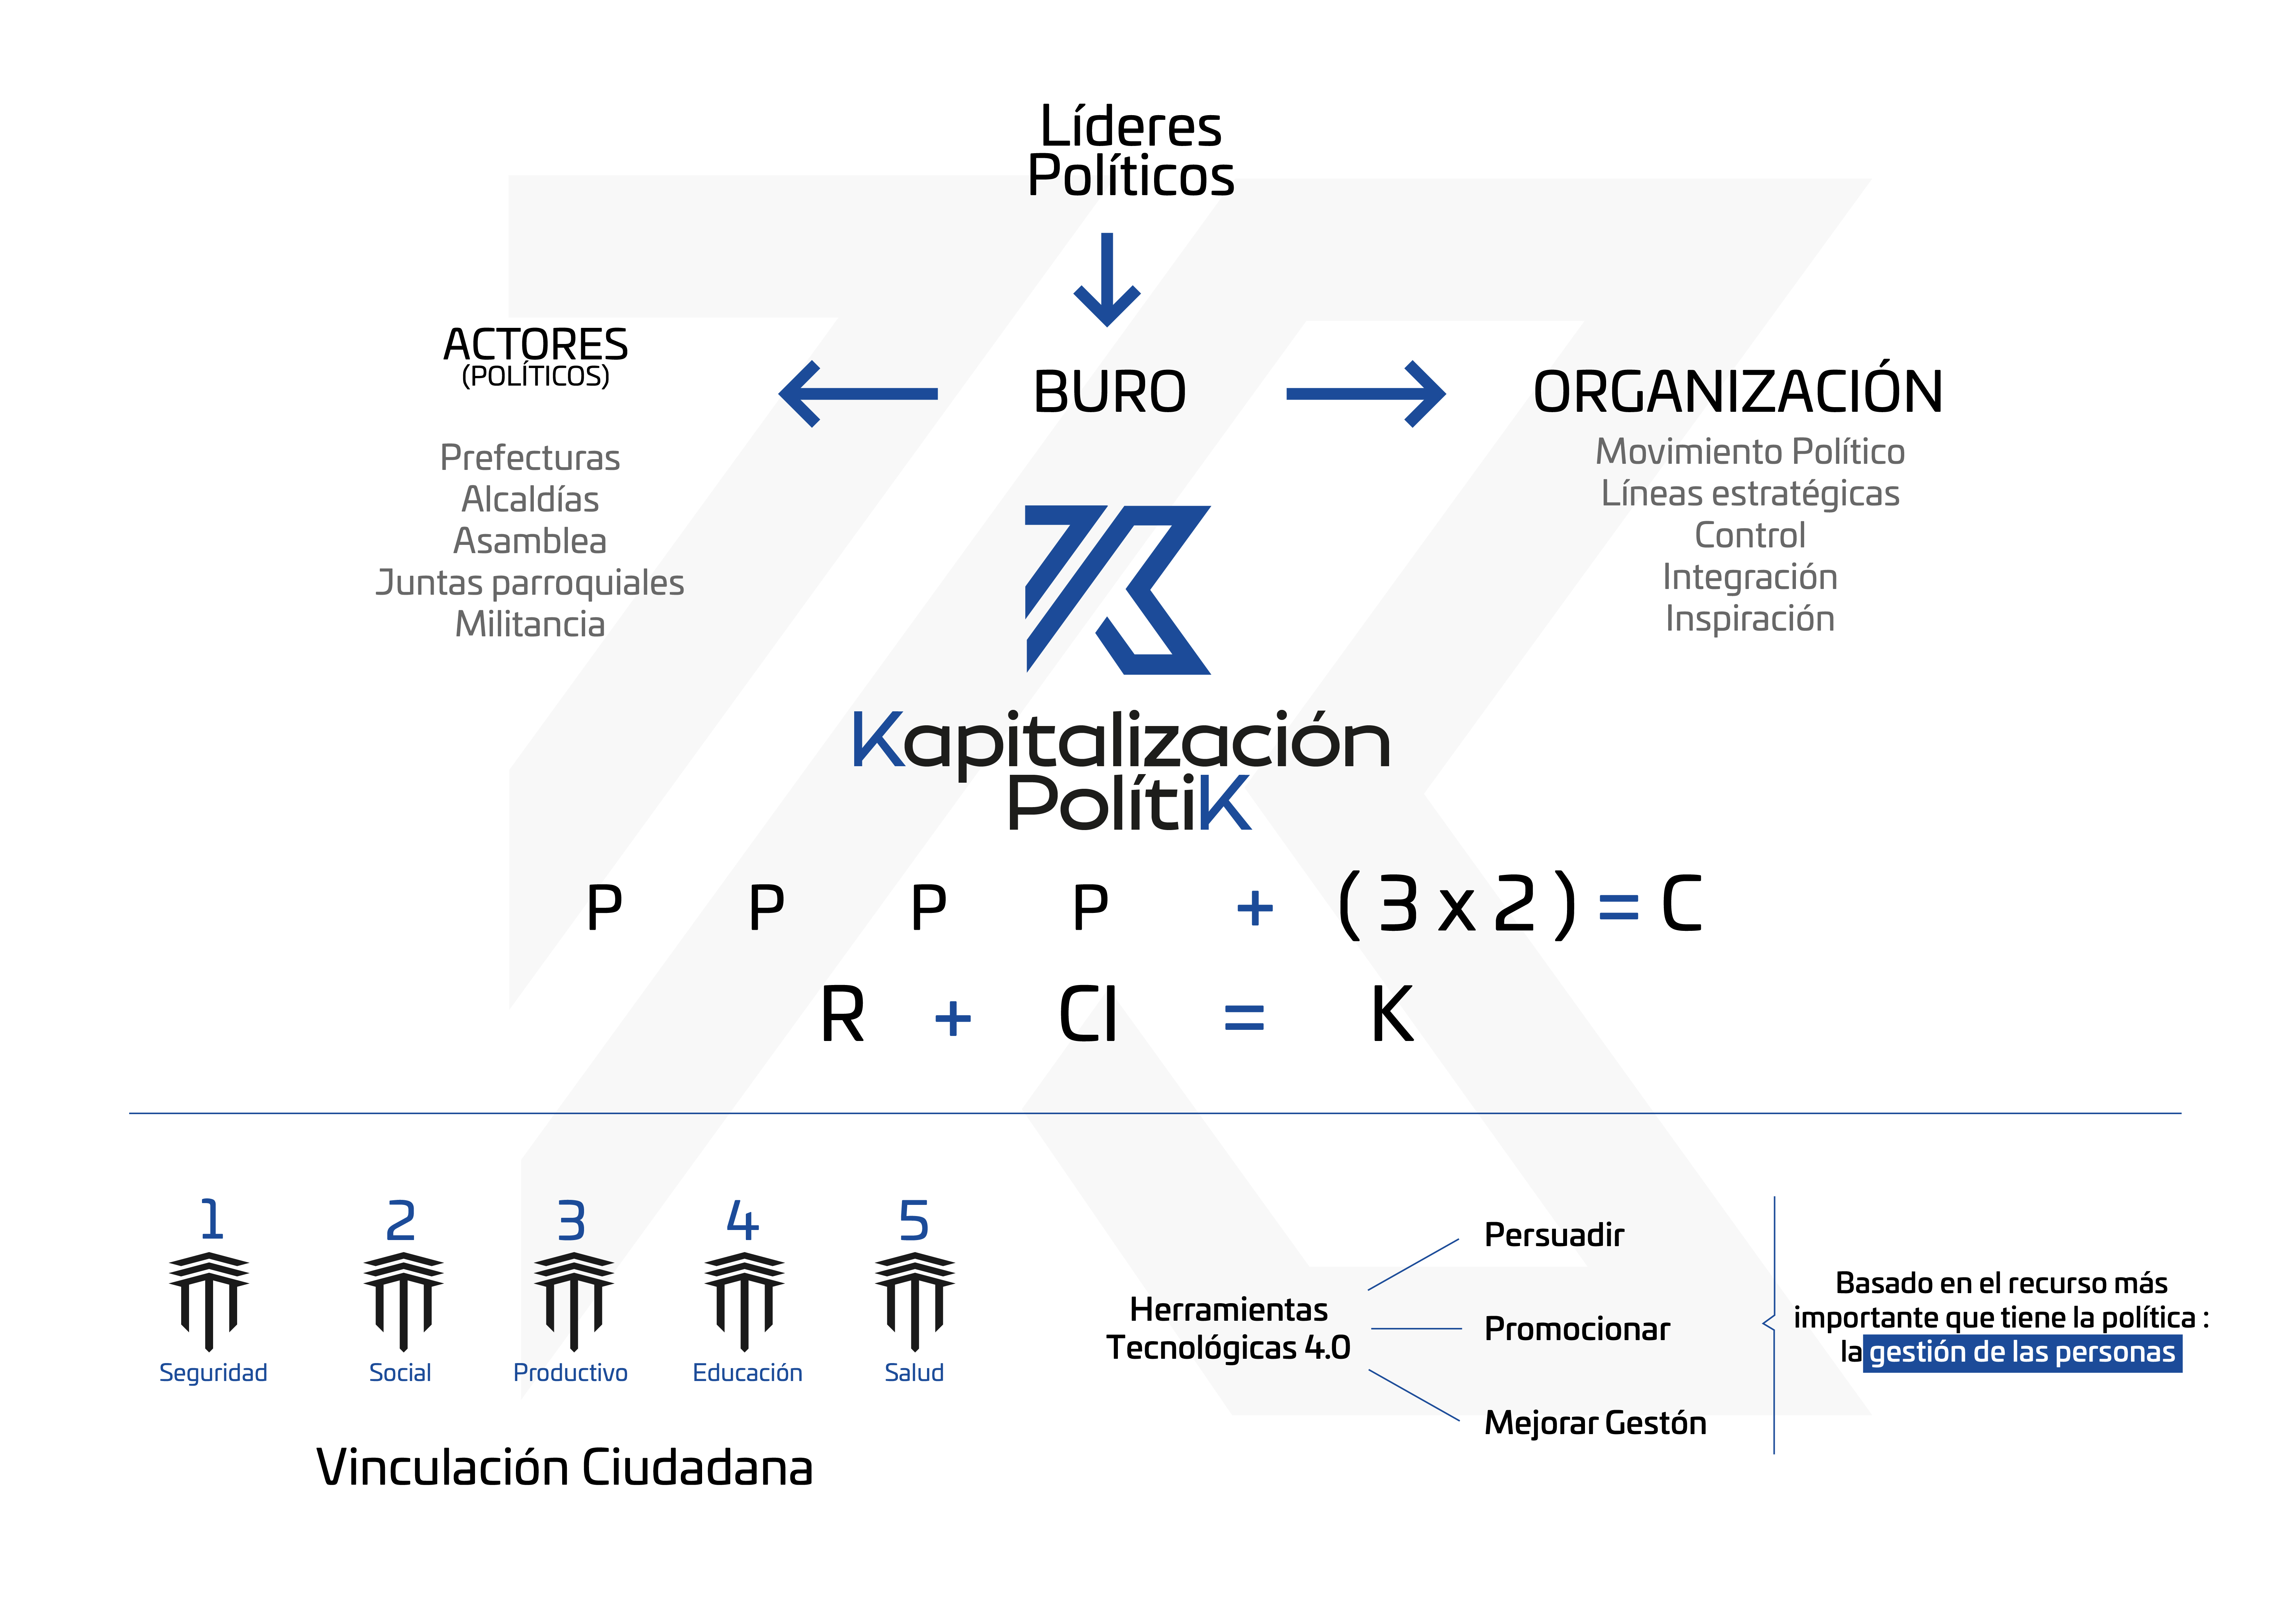 Líderes
Políticos
ACTORES
(POLÍTICOS)
Prefecturas
Alcaldías
Asamblea
Juntas parroquiales
Militancia
BURO
ORGANIZACIÓN
Movimiento Político
Líneas estratégicas
Control
Integración
Inspiración
Kapitalización
PolítiK
P P P P + ( 3 x 2 ) = C
R + CI = K
1 2 3 4 5
Seguridad Social Productivo Educación Salud
Vinculación Ciudadana
Herramientas
Tecnológicas 4.0
Persuadir
Promocionar
Mejorar Gestón
Basado en el recurso más
importante que tiene la política :
la gestión de las personas